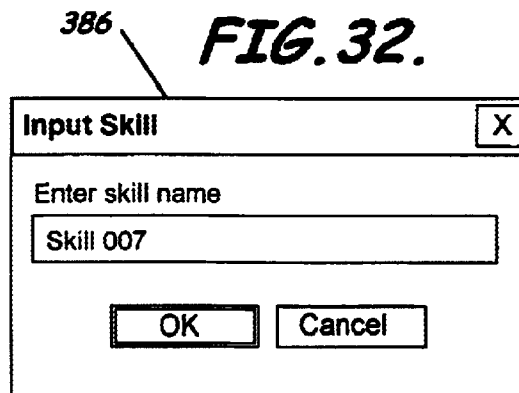 386
FIG. 32.
Input Skill X
Enter skill name
Skill 007
OK Cancel